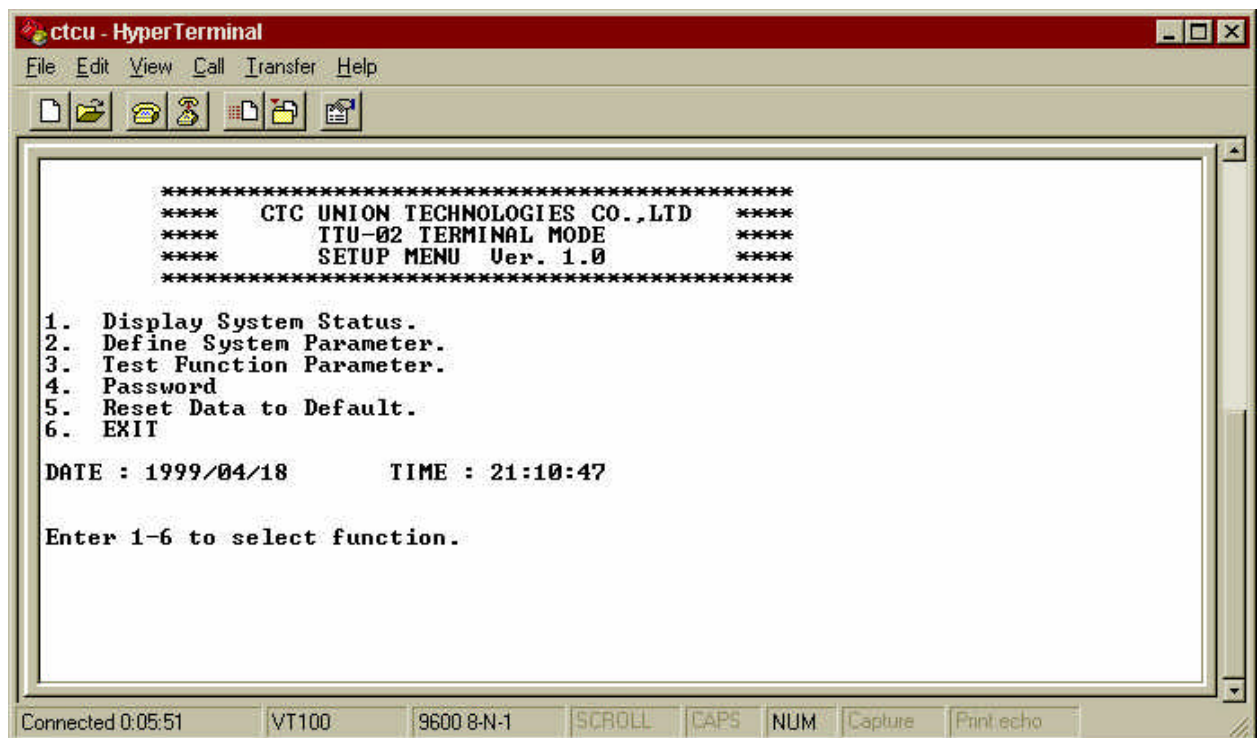 ctcu - HyperTerminal
File Edit View Call Transfer Help
********************************************
**** CTC UNION TECHNOLOGIES CO.,LTD ****
**** TTU-02 TERMINAL MODE ****
**** SETUP MENU Ver. 1.0 ****
********************************************
1. Display System Status.
2. Define System Parameter.
3. Test Function Parameter.
4. Password
5. Reset Data to Default.
6. EXIT
DATE : 1999/04/18 TIME : 21:10:47
Enter 1-6 to select function.
Connected 0:05:51 VT100 9600 8-N-1 SCROLL CAPS NUM Capture Print echo